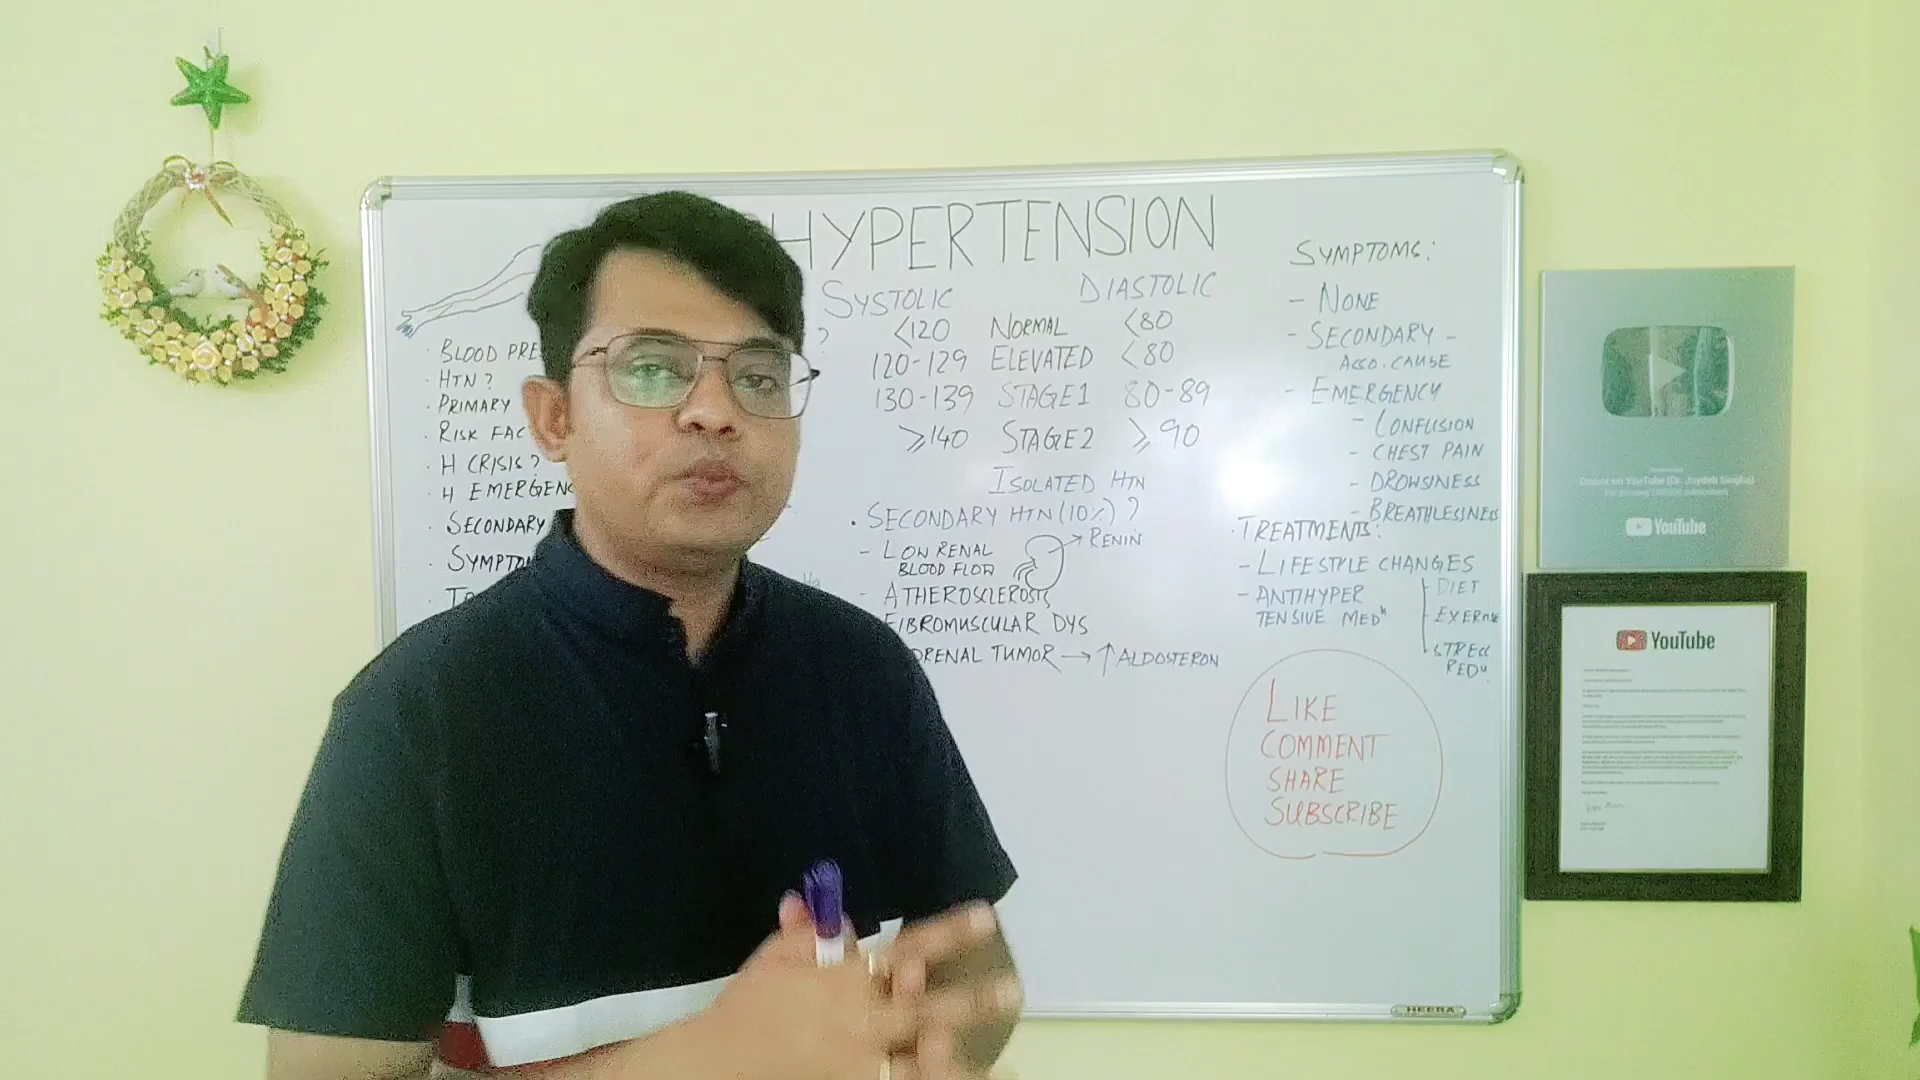 HYPERTENSION
SYSTOLIC DIASTOLIC
?
<120 NORMAL <80
120-129 ELEVATED <80
130-139 STAGE1 80-89
≥140 STAGE2 ≥90
ISOLATED HTN
· BLOOD PRE
· HTN ?
· PRIMARY
· RISK FAC
· H CRISIS ?
· H EMERGENC
· SECONDARY
· SYMPTO
· SECONDARY HTN (10%) ?
- LOW RENAL
BLOOD FLOW
→ RENIN
- ATHEROSCLEROSIS
FIBROMUSCULAR DYS
DRENAL TUMOR → ↑ ALDOSTERON
SYMPTOMS:
- NONE
- SECONDARY -
ACCO. CAUSE
- EMERGENCY
- CONFUSION
- CHEST PAIN
- DROWSINESS
- BREATHLESSNESS
· TREATMENTS:
- LIFESTYLE CHANGES
- DIET
- EXERCISE
- STRESS
REDN
- ANTIHYPER
TENSIVE MEDN
LIKE
COMMENT
SHARE
SUBSCRIBE
HEERA
YouTube
YouTube